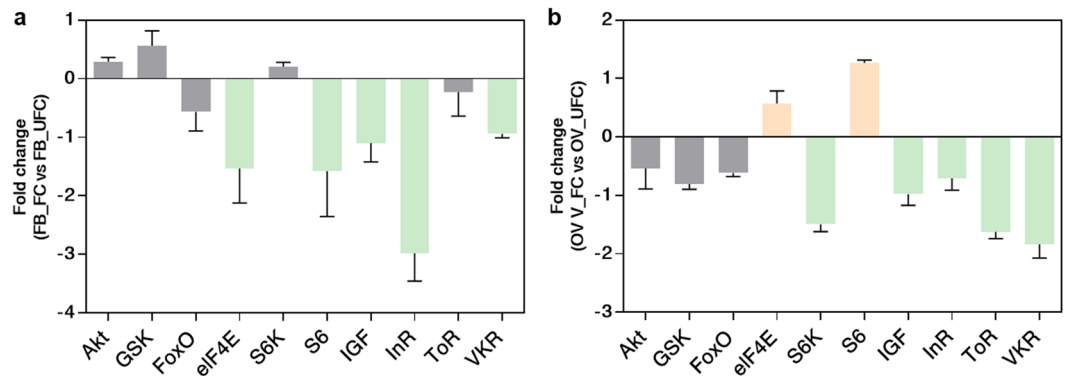 a
Fold change
(FB_FC vs FB_UFC)
1
0
-1
-2
-3
-4
Akt
GSK
FoxO
eIF4E
S6K
S6
IGF
InR
ToR
VKR
b
Fold change
(OV V_FC vs OV_UFC)
2
1
0
-1
-2
-3
Akt
GSK
FoxO
eIF4E
S6K
S6
IGF
InR
ToR
VKR